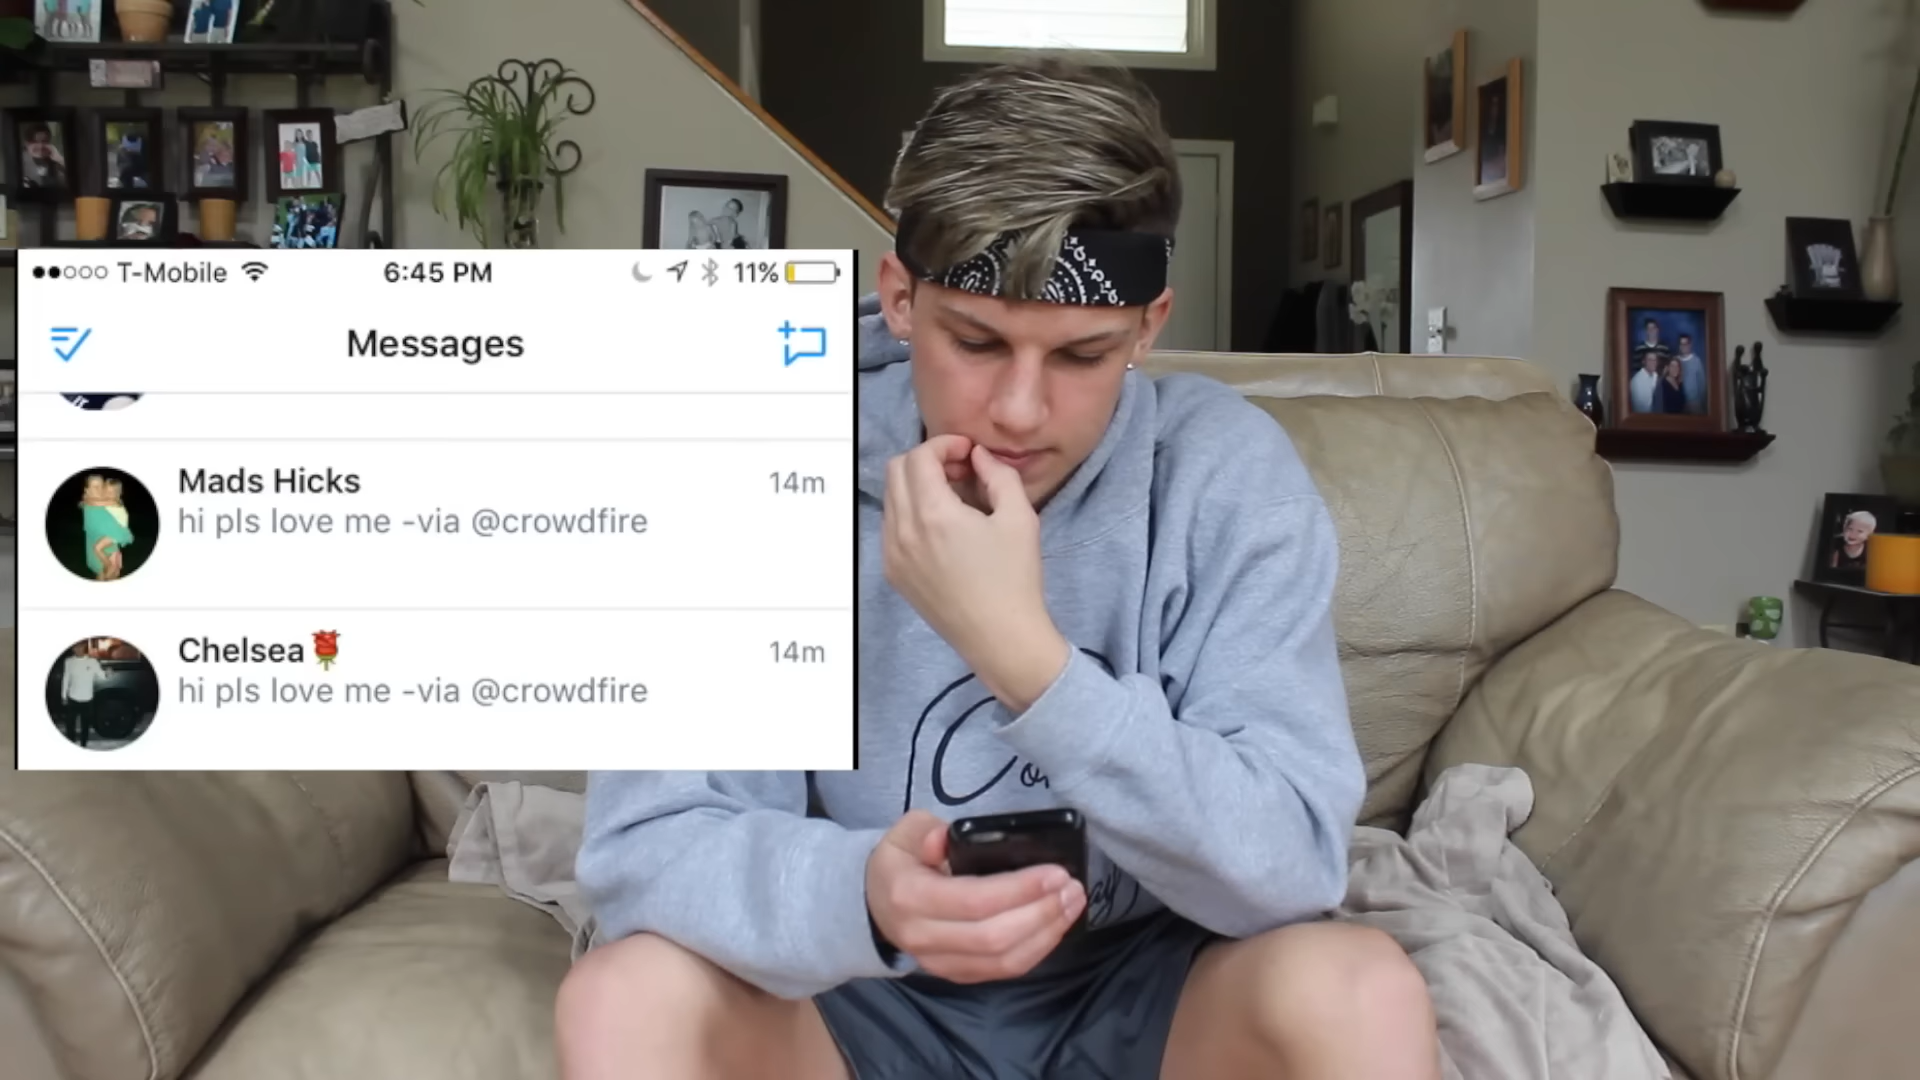 T-Mobile 6:45 PM 11%
Messages
Mads Hicks 14m
hi pls love me -via @crowdfire
Chelsea🌹 14m
hi pls love me -via @crowdfire